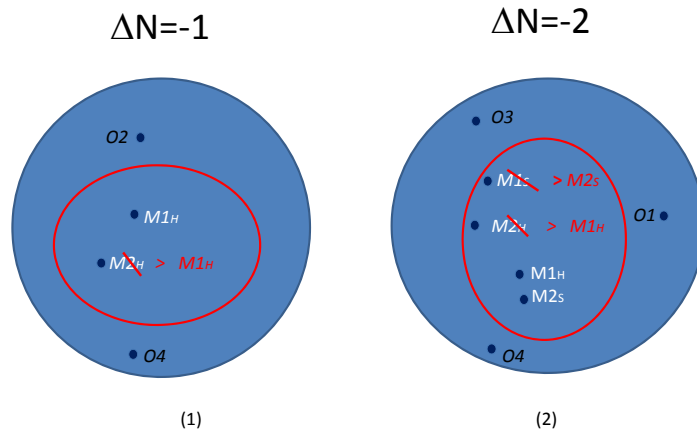 ΔN=-1
ΔN=-2
O2
M1H
M2H > M1H
O4
(1)
O3
M1S > M2S
O1
M2H > M1H
M1H
M2S
O4
(2)